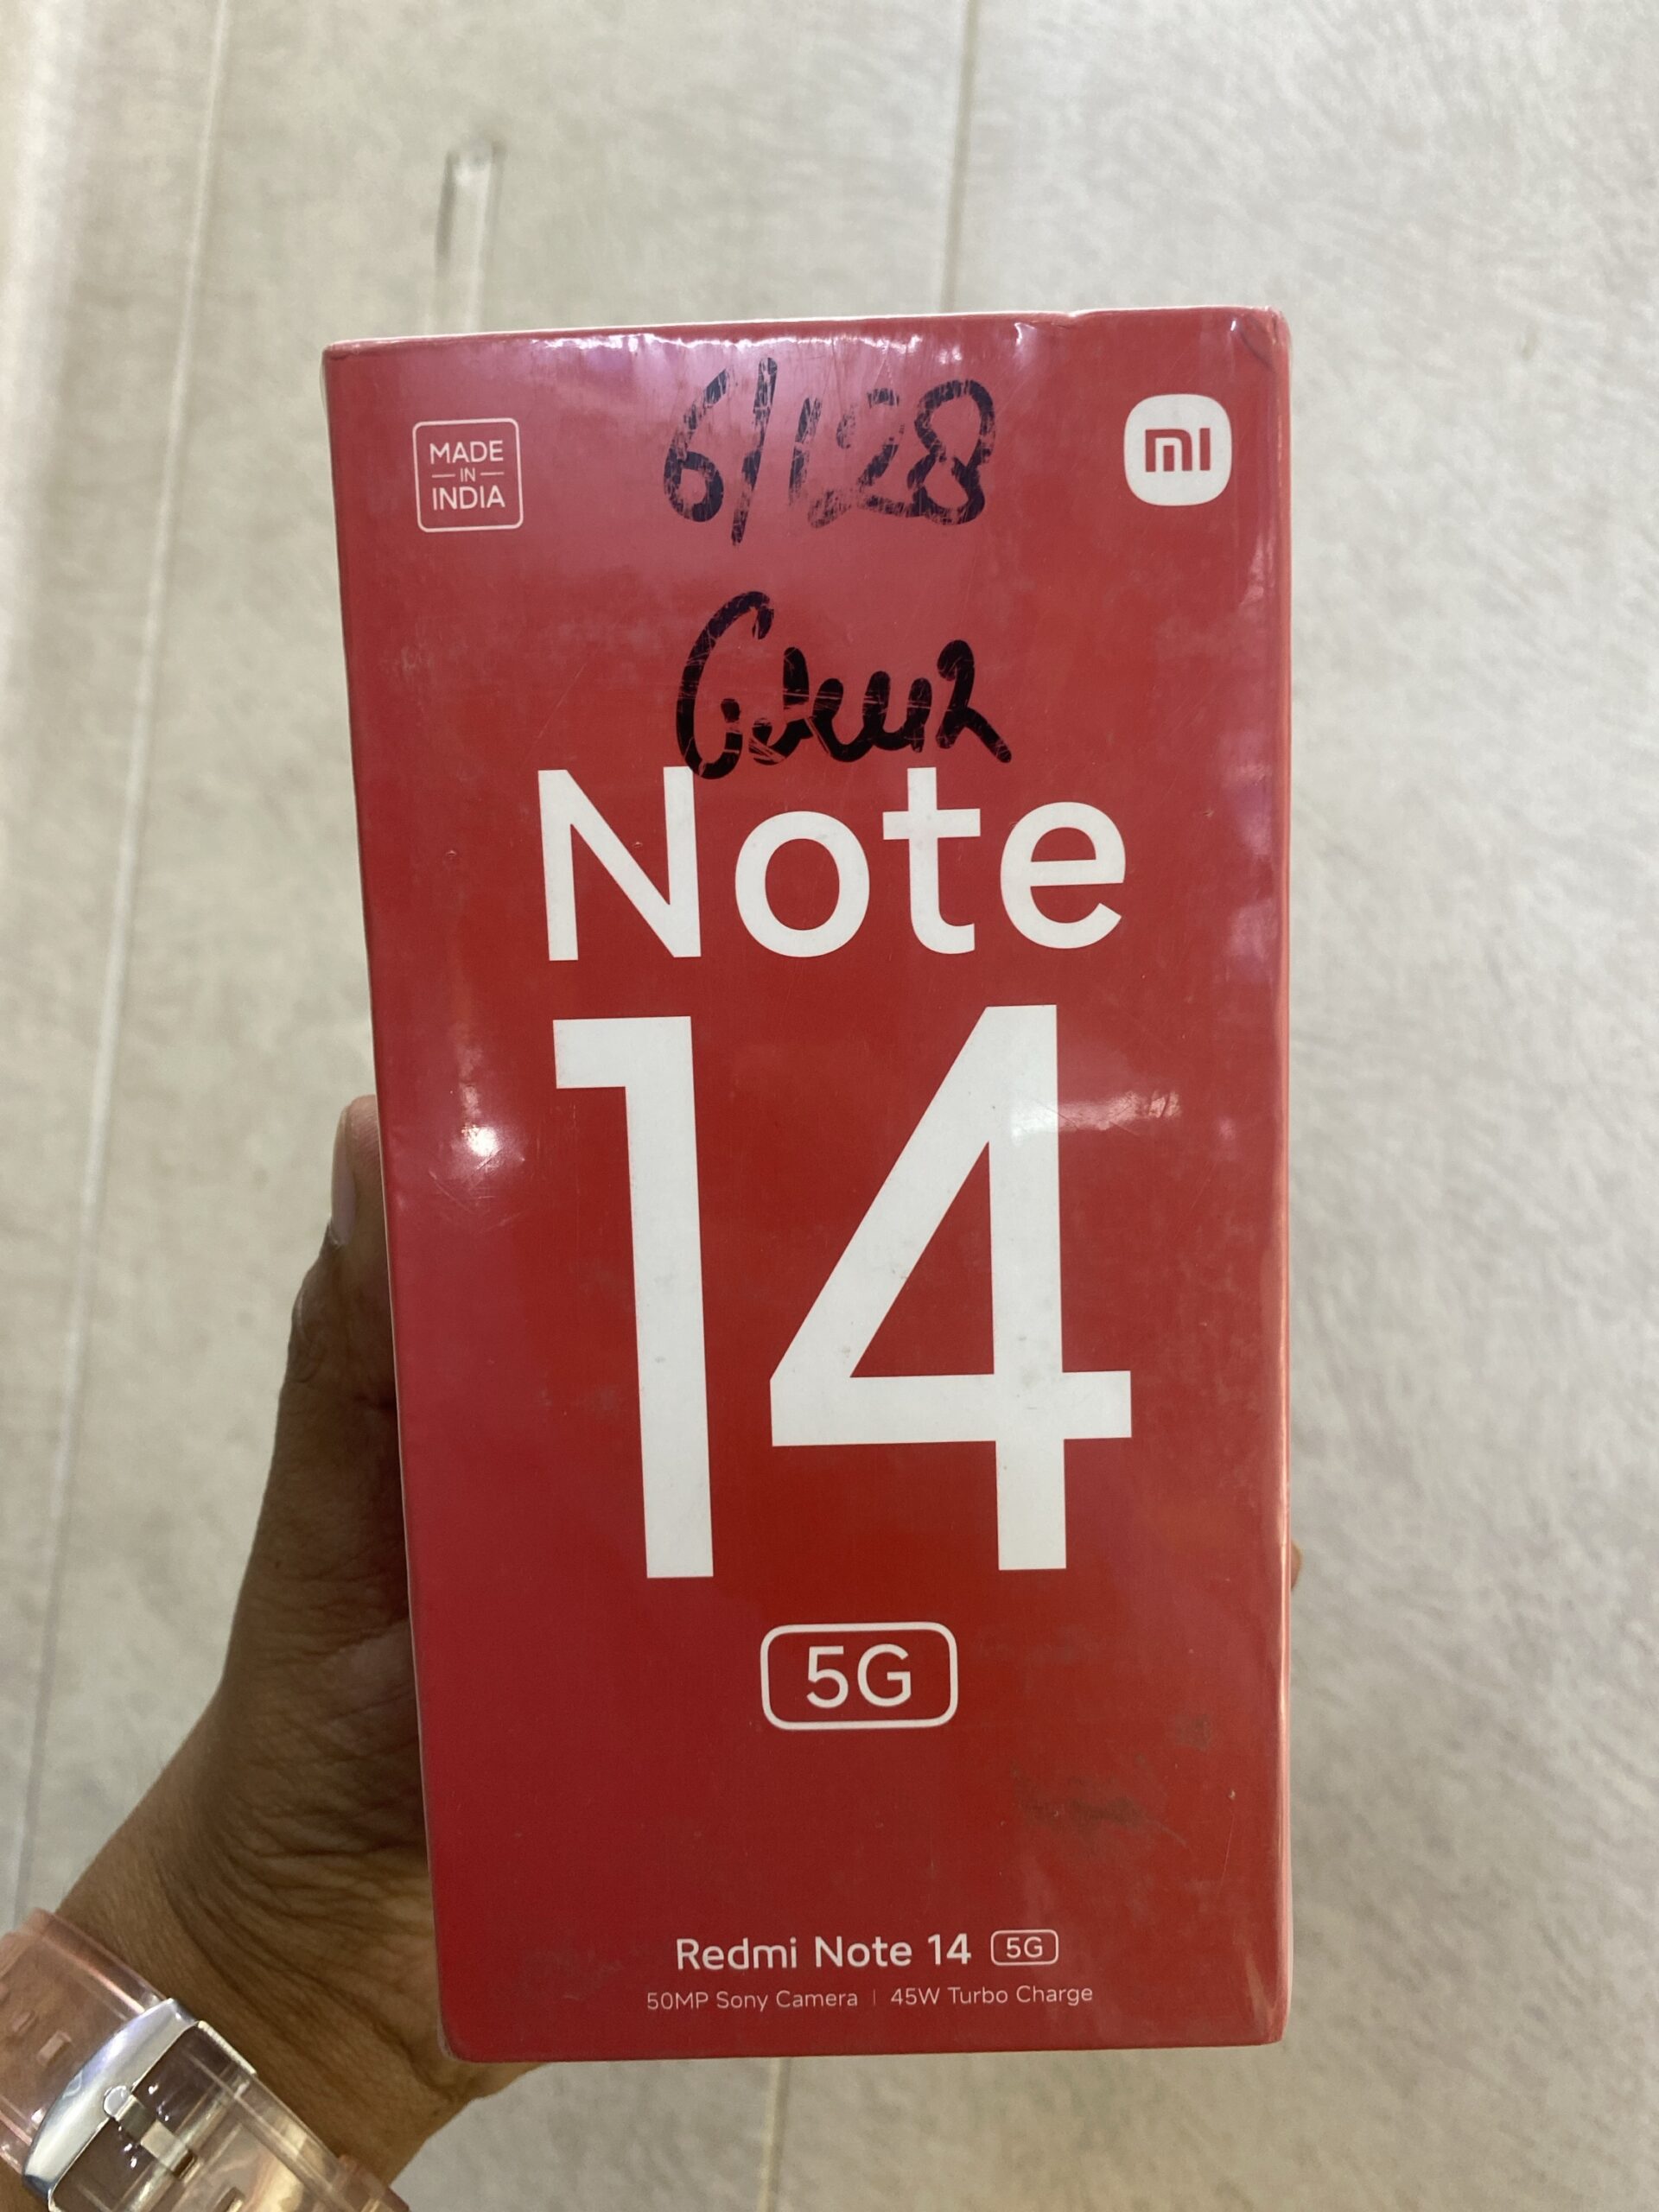 6/128
MADE
IN
INDIA
mi
Note
14
5G
Redmi Note 14 5G
50MP Sony Camera | 45W Turbo Charge